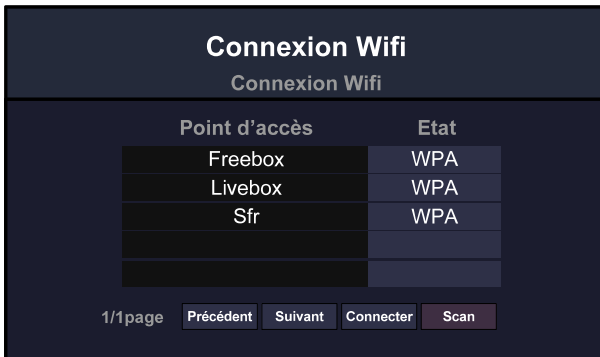 Connexion Wifi
Connexion Wifi
Point d'accès Etat
Freebox WPA
Livebox WPA
Sfr WPA
1/1page Précédent Suivant Connecter Scan